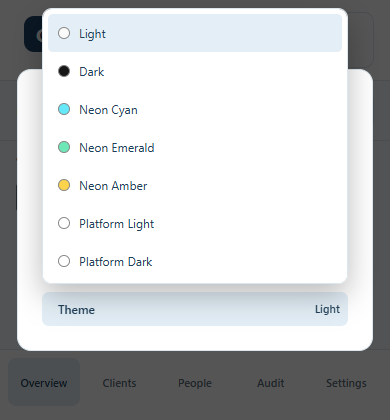 Light
Dark
Neon Cyan
Neon Emerald
Neon Amber
Platform Light
Platform Dark
Theme Light
Overview Clients People Audit Settings